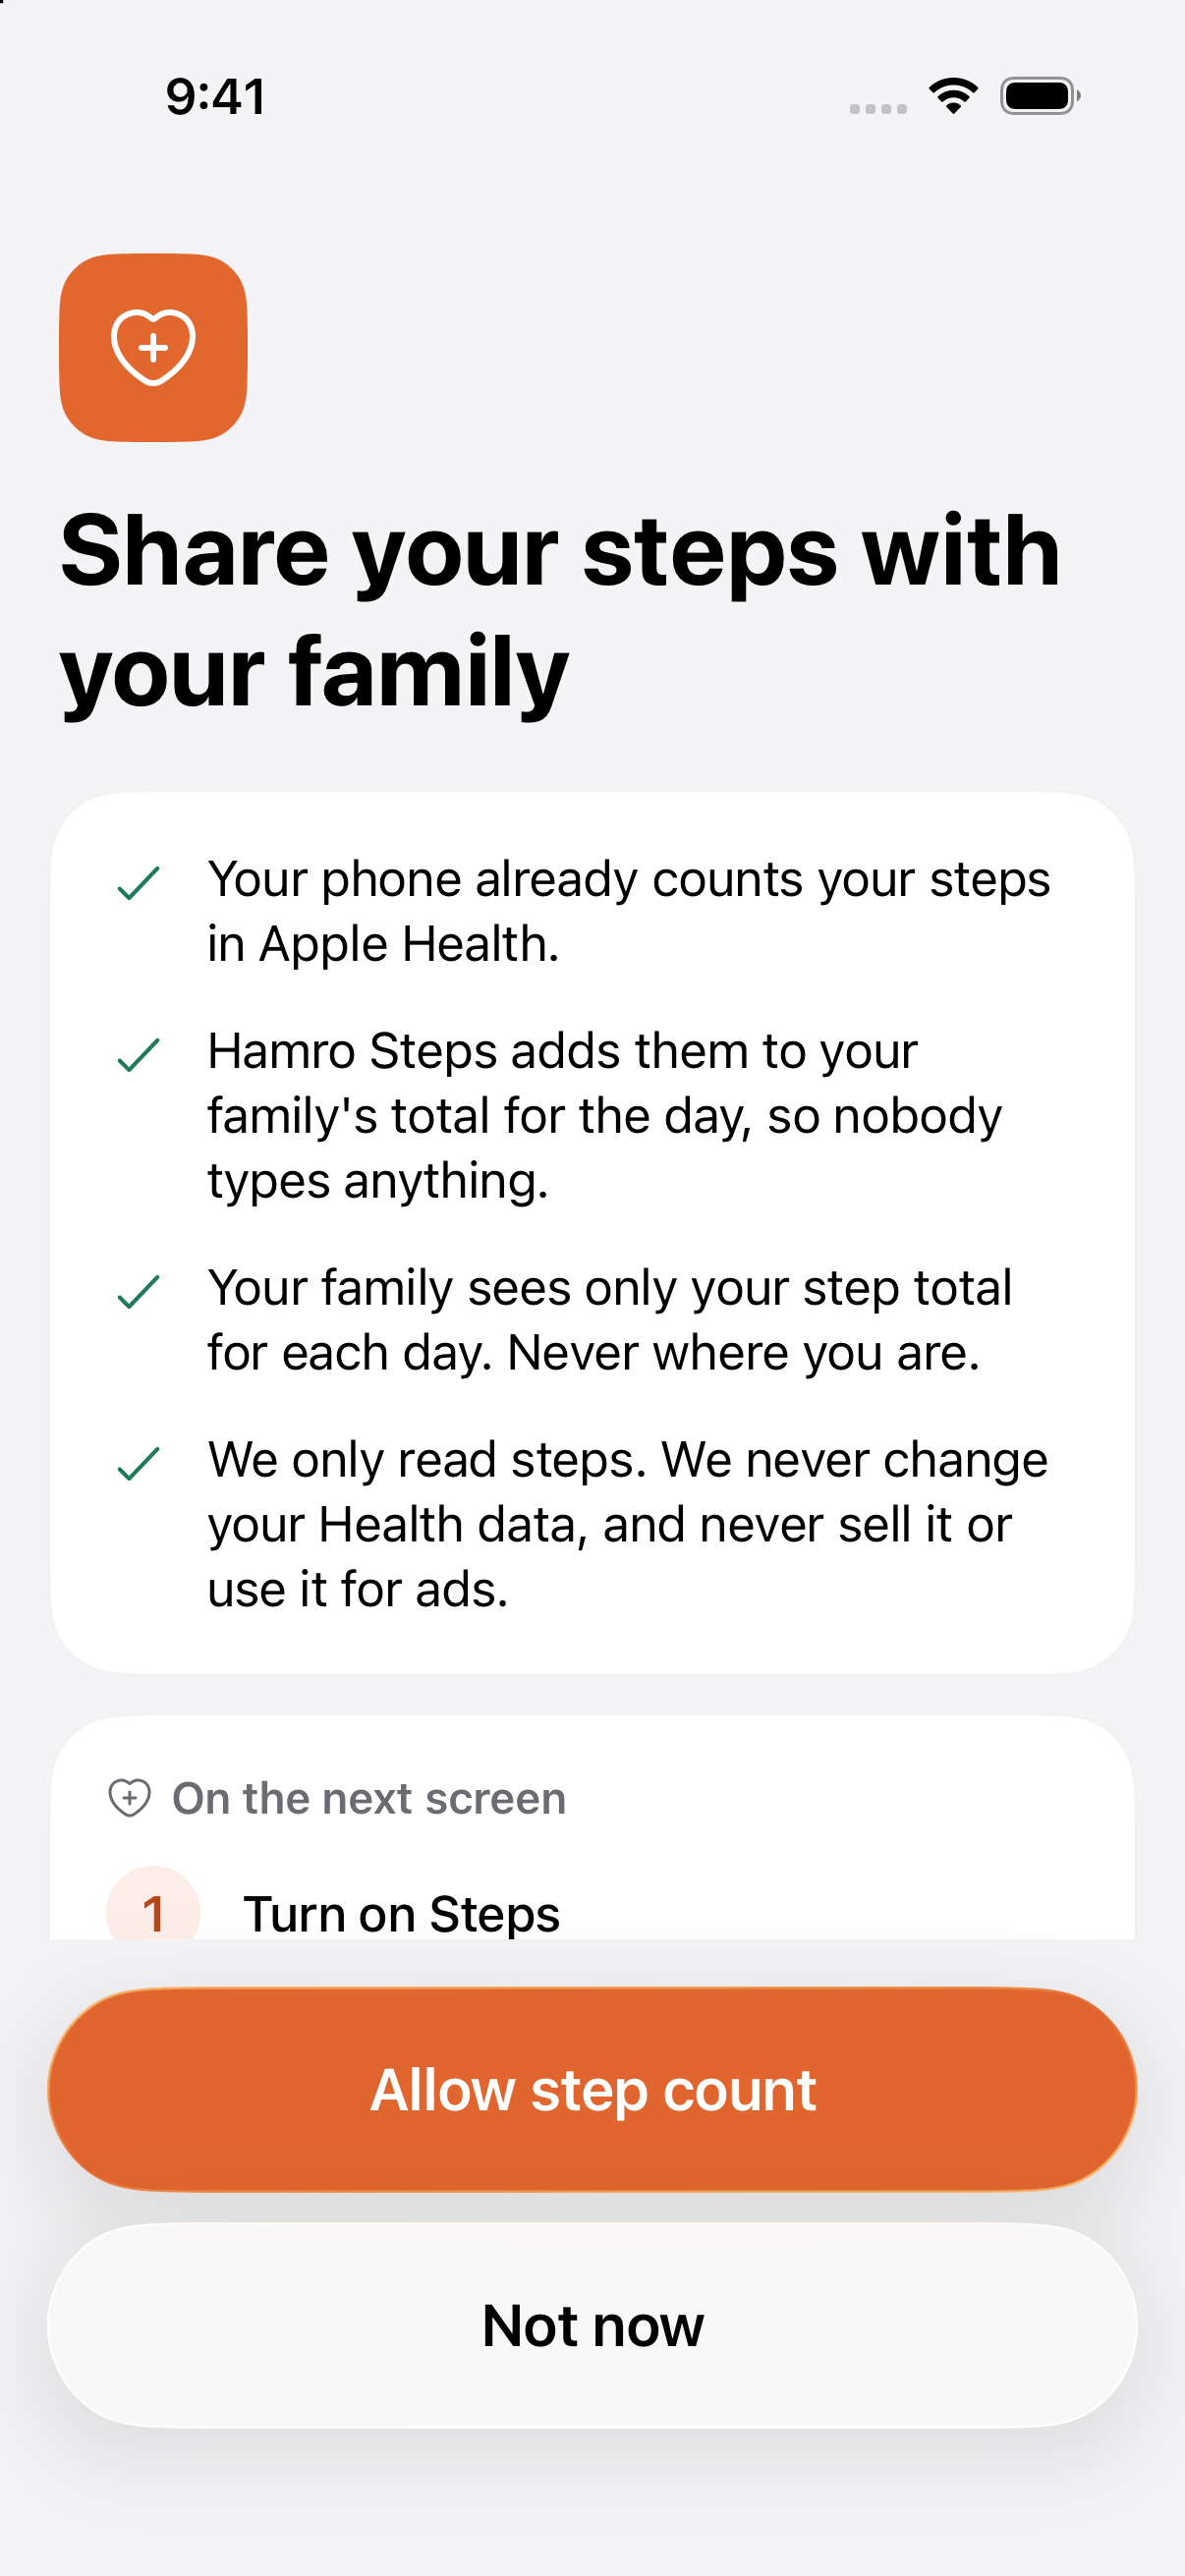 9:41
Share your steps with
your family
Your phone already counts your steps
in Apple Health.
Hamro Steps adds them to your
family's total for the day, so nobody
types anything.
Your family sees only your step total
for each day. Never where you are.
We only read steps. We never change
your Health data, and never sell it or
use it for ads.
On the next screen
1 Turn on Steps
Allow step count
Not now